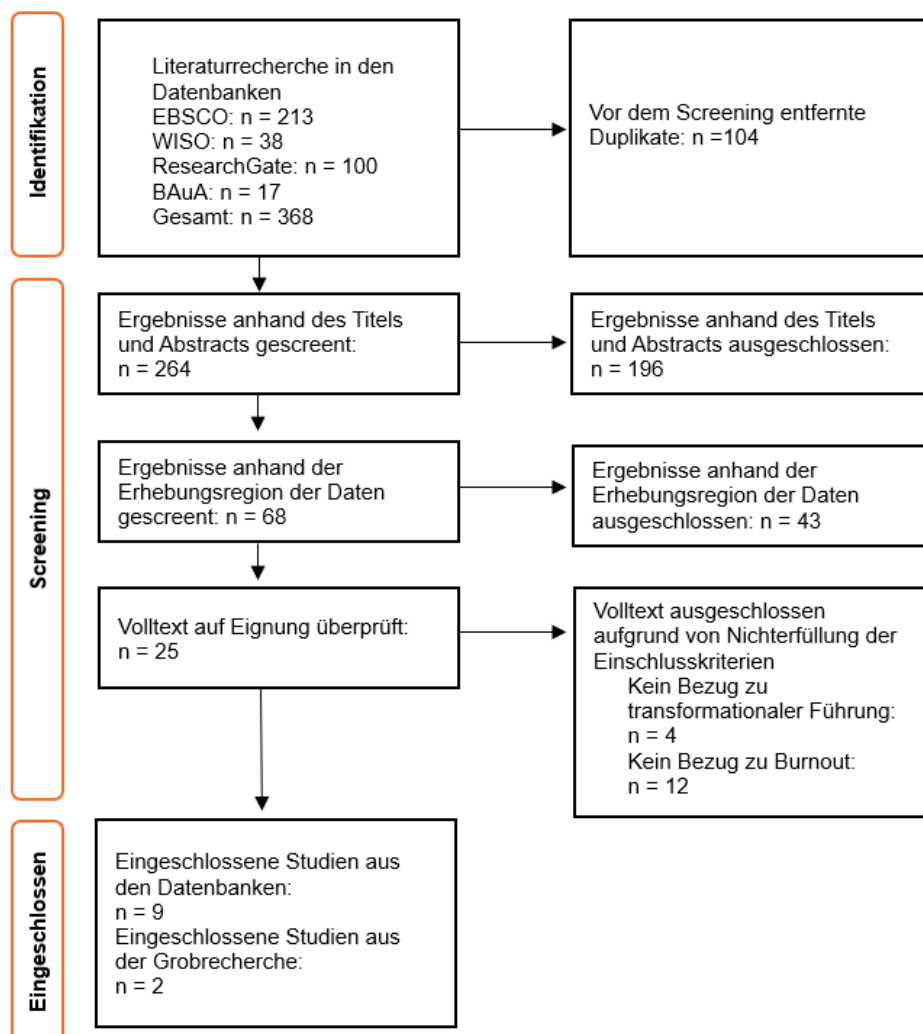 Identifikation
Literaturrecherche in den
Datenbanken
EBSCO: n = 213
WISO: n = 38
ResearchGate: n = 100
BAuA: n = 17
Gesamt: n = 368
Vor dem Screening entfernte
Duplikate: n =104
Screening
Ergebnisse anhand des Titels
und Abstracts gescreent:
n = 264
Ergebnisse anhand des Titels
und Abstracts ausgeschlossen:
n = 196
Ergebnisse anhand der
Erhebungsregion der Daten
gescreent: n = 68
Ergebnisse anhand der
Erhebungsregion der Daten
ausgeschlossen: n = 43
Volltext auf Eignung überprüft:
n = 25
Volltext ausgeschlossen
aufgrund von Nichterfüllung der
Einschlusskriterien
Kein Bezug zu
transformationaler Führung:
n = 4
Kein Bezug zu Burnout:
n = 12
Eingeschlossen
Eingeschlossene Studien aus
den Datenbanken:
n = 9
Eingeschlossene Studien aus
der Grobrecherche:
n = 2